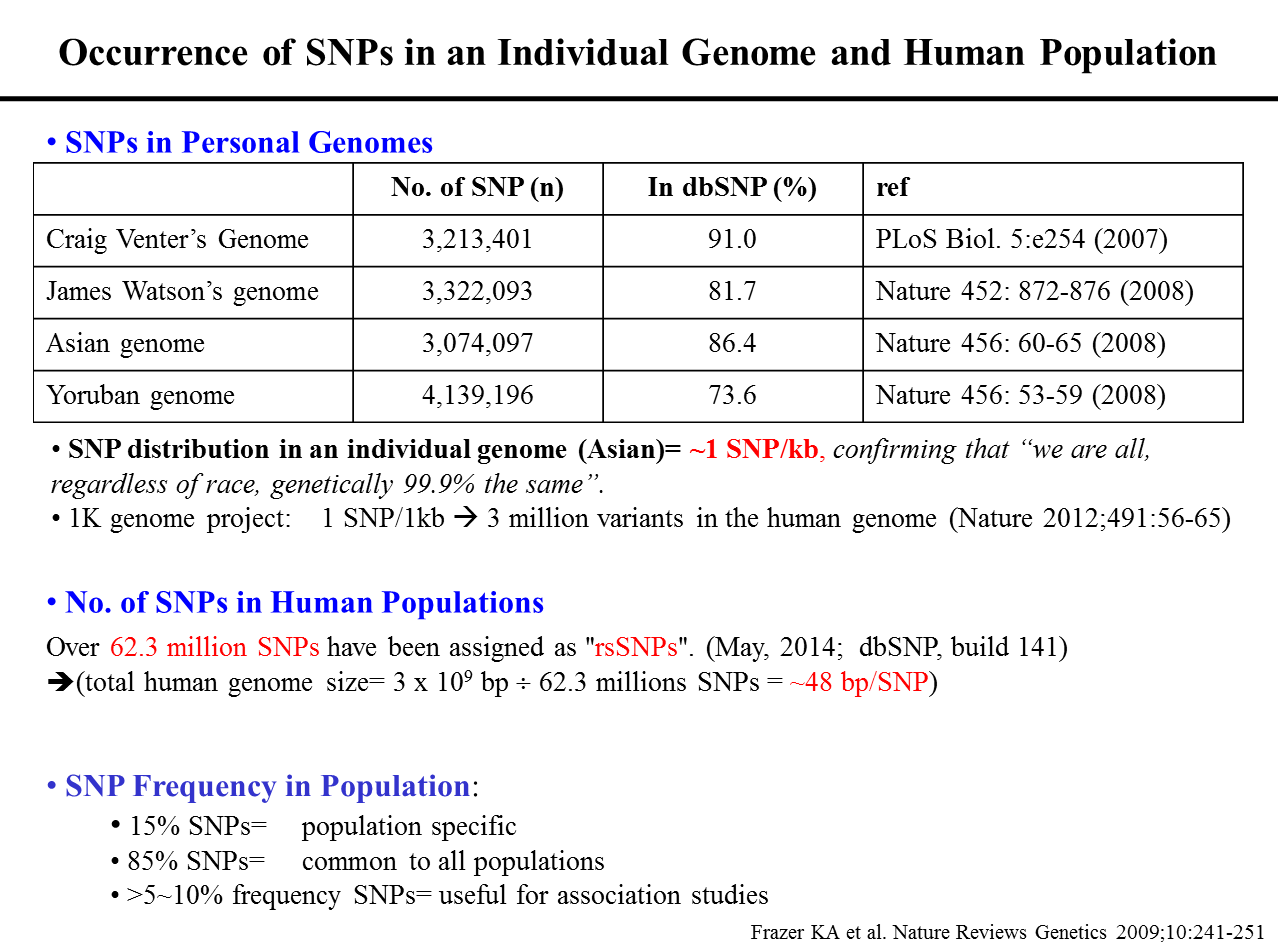 Occurrence of SNPs in an Individual Genome and Human Population
• SNPs in Personal Genomes
No. of SNP (n) In dbSNP (%) ref
Craig Venter’s Genome 3,213,401 91.0 PLoS Biol. 5:e254 (2007)
James Watson’s genome 3,322,093 81.7 Nature 452: 872-876 (2008)
Asian genome 3,074,097 86.4 Nature 456: 60-65 (2008)
Yoruban genome 4,139,196 73.6 Nature 456: 53-59 (2008)
• SNP distribution in an individual genome (Asian)= ~1 SNP/kb, confirming that “we are all,
regardless of race, genetically 99.9% the same”.
• 1K genome project: 1 SNP/1kb → 3 million variants in the human genome (Nature 2012;491:56-65)
• No. of SNPs in Human Populations
Over 62.3 million SNPs have been assigned as "rsSNPs". (May, 2014; dbSNP, build 141)
➔(total human genome size= 3 x 10⁹ bp ÷ 62.3 millions SNPs = ~48 bp/SNP)
• SNP Frequency in Population:
• 15% SNPs= population specific
• 85% SNPs= common to all populations
• >5~10% frequency SNPs= useful for association studies
Frazer KA et al. Nature Reviews Genetics 2009;10:241-251